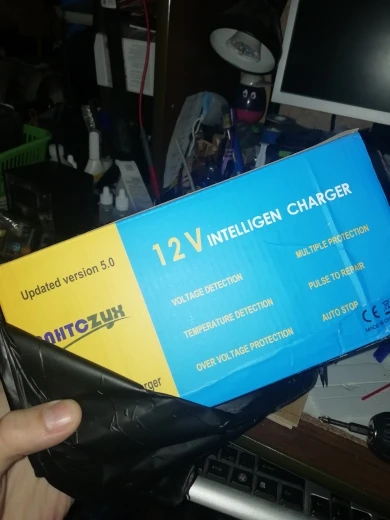 12V INTELLIGEN CHARGER
Updated version 5.0
VOLTAGE DETECTION
MULTIPLE PROTECTION
TEMPERATURE DETECTION
PULSE TO REPAIR
OVER VOLTAGE PROTECTION
AUTO STOP
CE